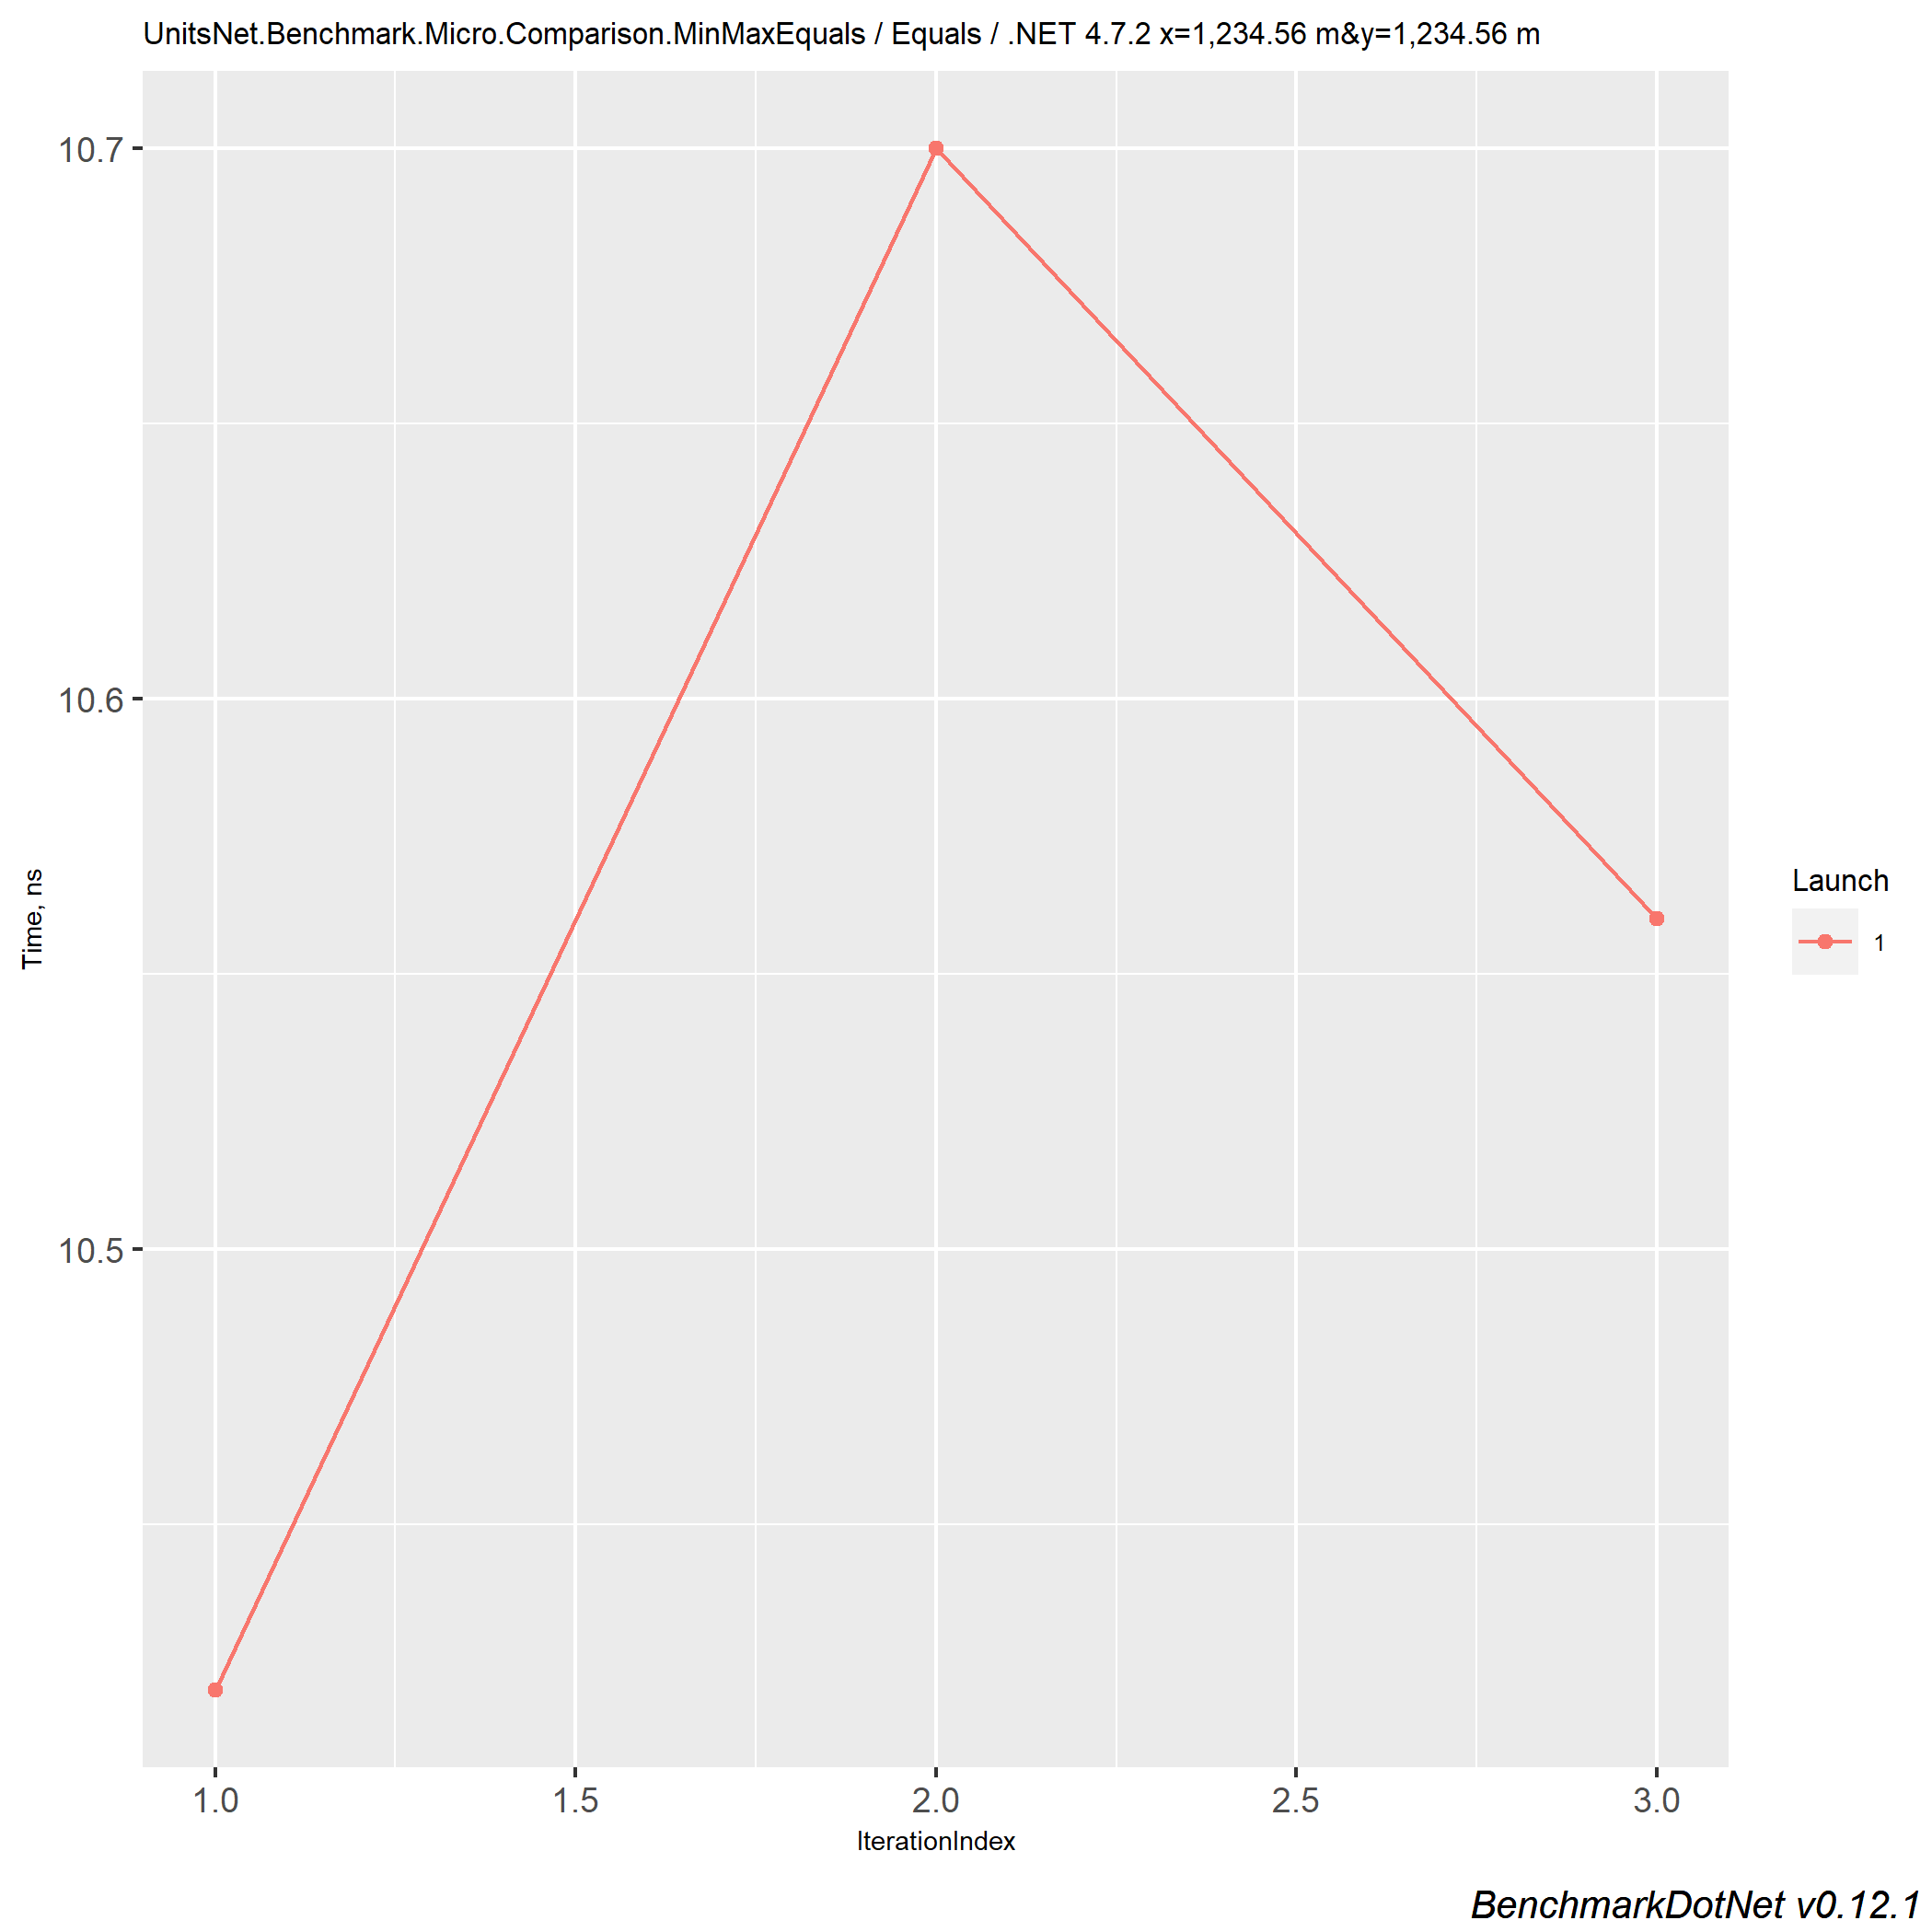 UnitsNet.Benchmark.Micro.Comparison.MinMaxEquals / Equals / .NET 4.7.2 x=1,234.56 m&y=1,234.56 m
10.7
10.6
10.5
Time, ns
1.0 1.5 2.0 2.5 3.0
IterationIndex
Launch
1
BenchmarkDotNet v0.12.1